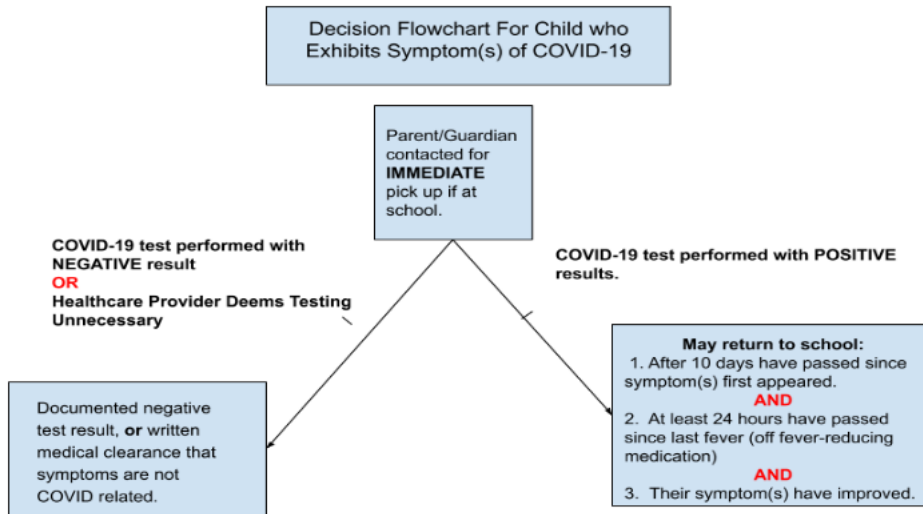 Decision Flowchart For Child who
Exhibits Symptom(s) of COVID-19
Parent/Guardian
contacted for
IMMEDIATE
pick up if at
school.
COVID-19 test performed with
NEGATIVE result
OR
Healthcare Provider Deems Testing
Unnecessary
COVID-19 test performed with POSITIVE
results.
Documented negative
test result, or written
medical clearance that
symptoms are not
COVID related.
May return to school:
1. After 10 days have passed since
symptom(s) first appeared.
AND
2. At least 24 hours have passed
since last fever (off fever-reducing
medication)
AND
3. Their symptom(s) have improved.